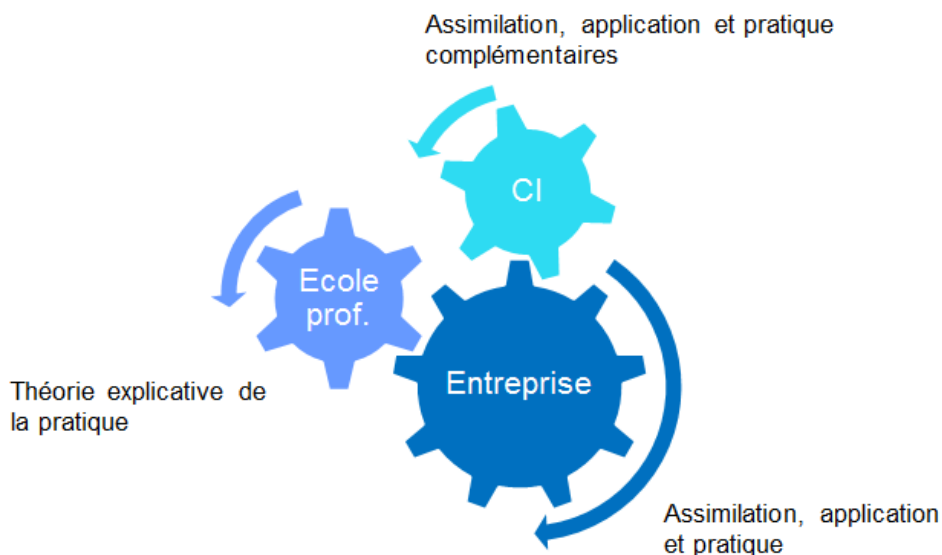 Assimilation, application et pratique
complémentaires
CI
Ecole
prof.
Entreprise
Théorie explicative de
la pratique
Assimilation, application
et pratique